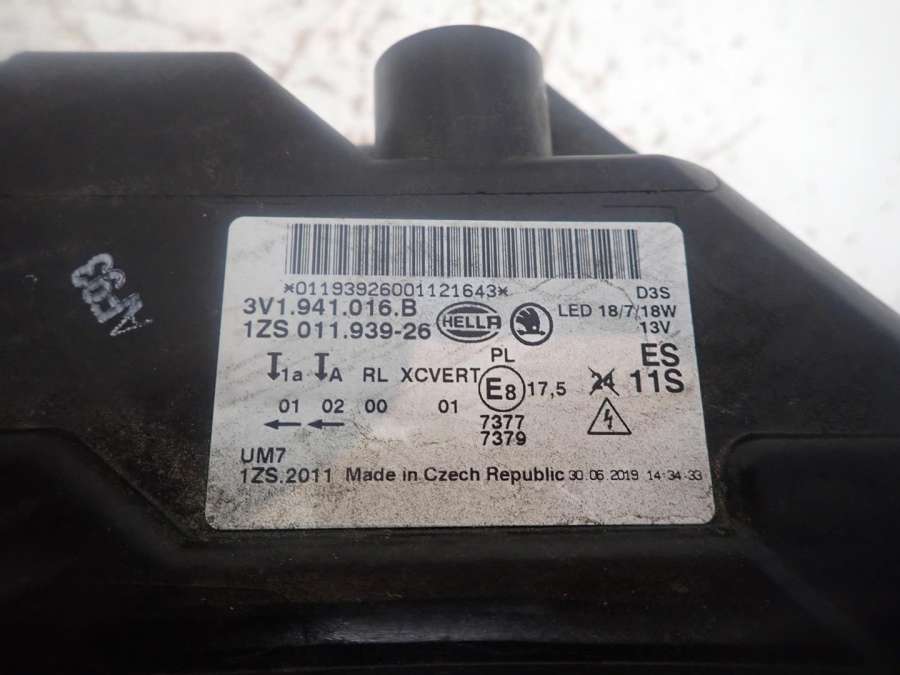 *011939260011 21643*
3V1.941.016.B
1ZS 011.939-26
HELLA
D3S
LED 18/7/18W
13V
PL
ES
↧1a ↧A RL XCVERT E8 17,5 24 11S
01 02 00 01
← ←
7377
7379
UM7
1ZS.2011 Made in Czech Republic 30.06.2019 14:34:33